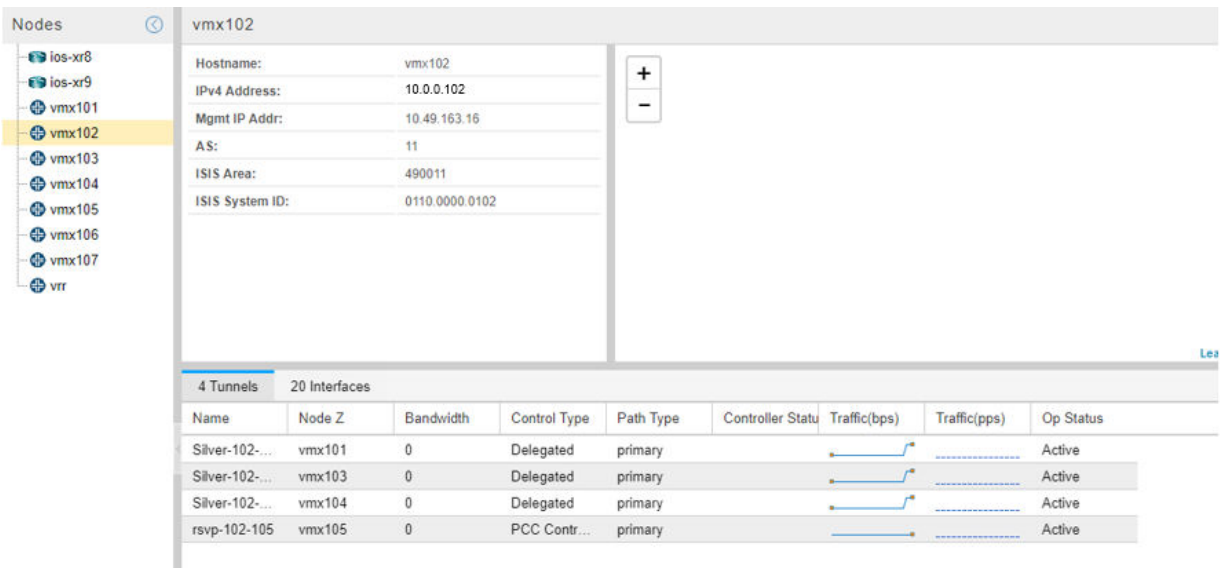 Nodes
vmx102
ios-xr8
ios-xr9
vmx101
vmx102
vmx103
vmx104
vmx105
vmx106
vmx107
vrr
Hostname: vmx102
IPv4 Address: 10.0.0.102
Mgmt IP Addr: 10.49.163.16
AS: 11
ISIS Area: 490011
ISIS System ID: 0110.0000.0102
+
−
Lea
4 Tunnels 20 Interfaces
Name Node Z Bandwidth Control Type Path Type Controller Statu Traffic(bps) Traffic(pps) Op Status
Silver-102-... vmx101 0 Delegated primary Active
Silver-102-... vmx103 0 Delegated primary Active
Silver-102-... vmx104 0 Delegated primary Active
rsvp-102-105 vmx105 0 PCC Contr... primary Active